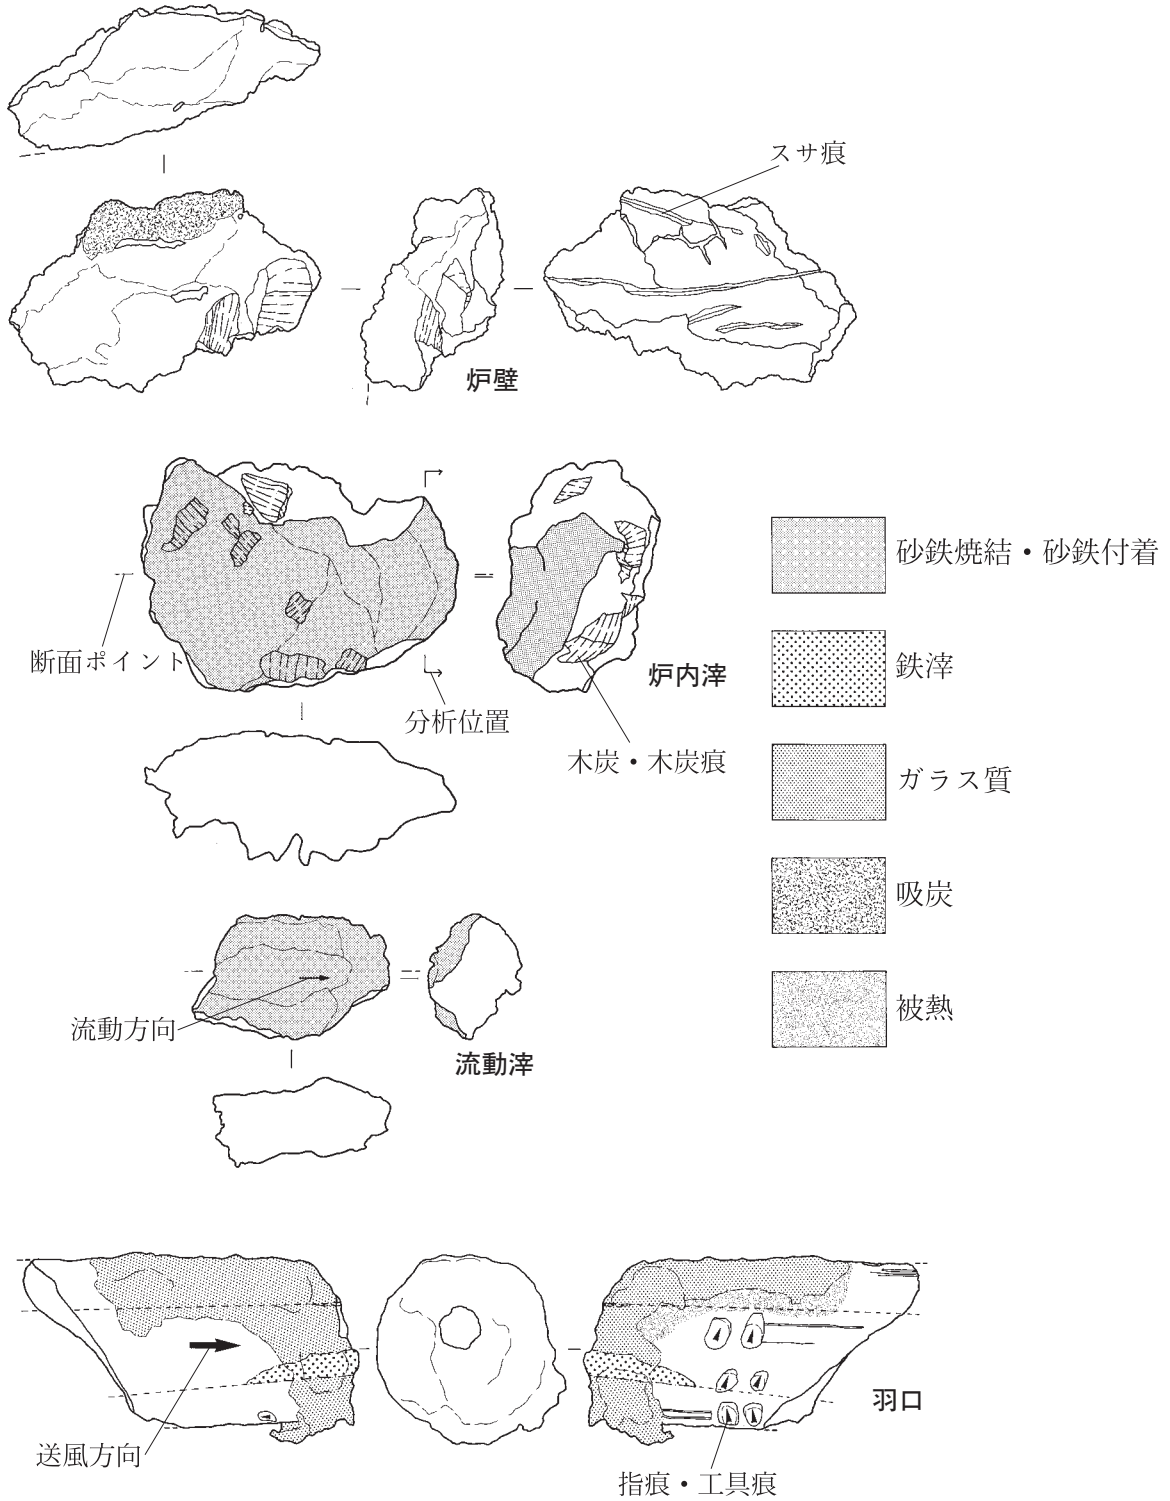 スサ痕
炉壁
断面ポイント
分析位置
炉内滓
木炭・木炭痕
砂鉄焼結・砂鉄付着
鉄滓
ガラス質
吸炭
被熱
流動方向
流動滓
送風方向
羽口
指痕・工具痕